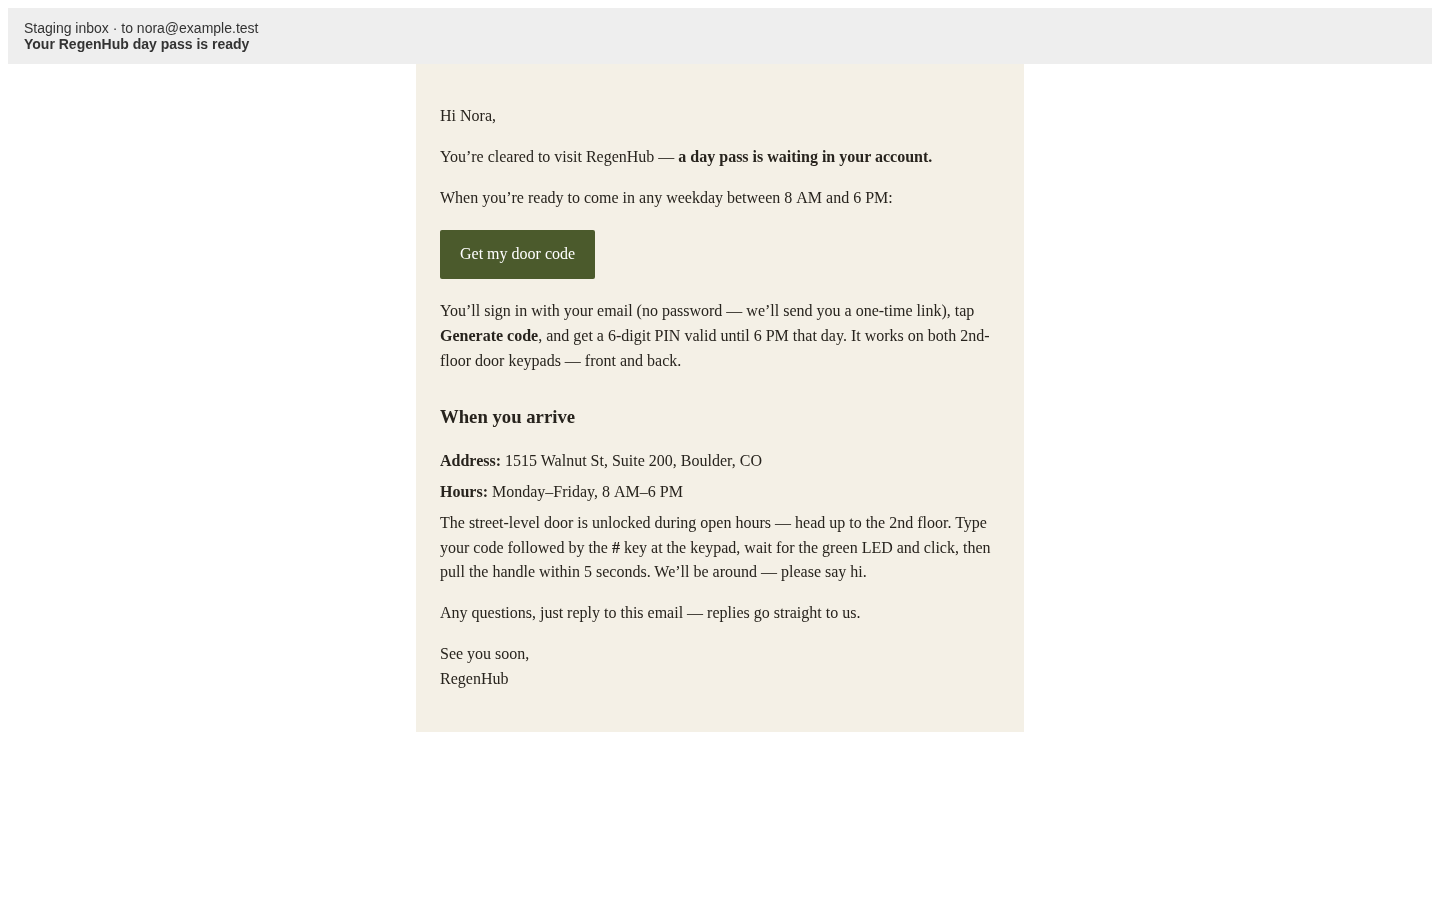 Staging inbox · to nora@example.test
Your RegenHub day pass is ready
Hi Nora,
You’re cleared to visit RegenHub — a day pass is waiting in your account.
When you’re ready to come in any weekday between 8 AM and 6 PM:
Get my door code
You’ll sign in with your email (no password — we’ll send you a one-time link), tap
Generate code, and get a 6-digit PIN valid until 6 PM that day. It works on both 2nd-
floor door keypads — front and back.
When you arrive
Address: 1515 Walnut St, Suite 200, Boulder, CO
Hours: Monday–Friday, 8 AM–6 PM
The street-level door is unlocked during open hours — head up to the 2nd floor. Type
your code followed by the # key at the keypad, wait for the green LED and click, then
pull the handle within 5 seconds. We’ll be around — please say hi.
Any questions, just reply to this email — replies go straight to us.
See you soon,
RegenHub